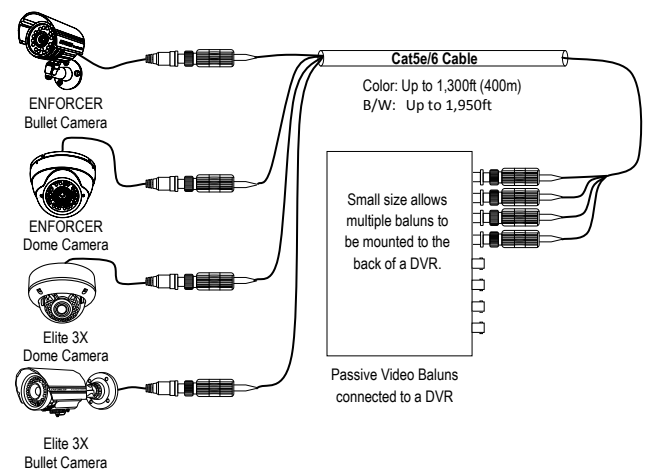 ENFORCER
Bullet Camera
ENFORCER
Dome Camera
Elite 3X
Dome Camera
Elite 3X
Bullet Camera
Cat5e/6 Cable
Color: Up to 1,300ft (400m)
B/W: Up to 1,950ft
Small size allows
multiple baluns to
be mounted to the
back of a DVR.
Passive Video Baluns
connected to a DVR